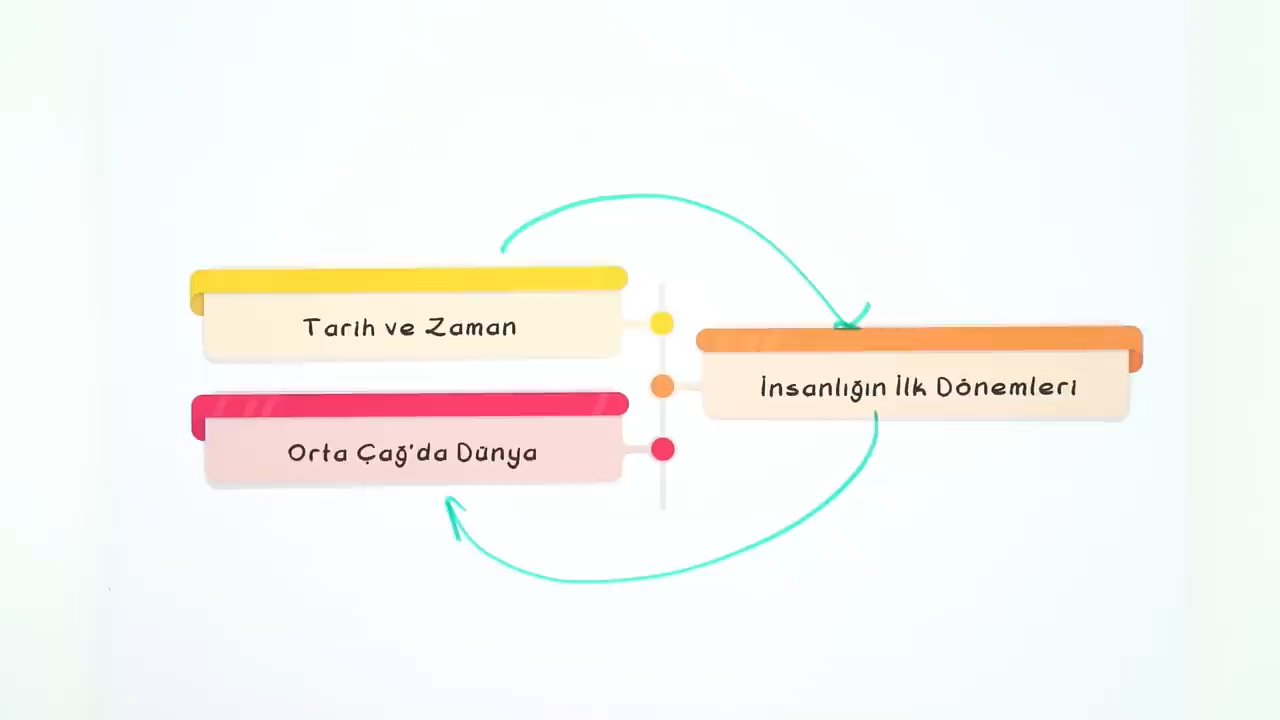 Tarih ve Zaman
İnsanlığın İlk Dönemleri
Orta Çağ'da Dünya